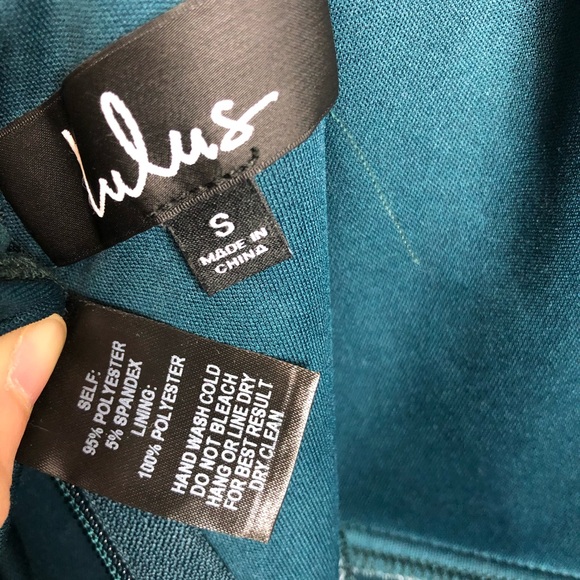 lulus
S
MADE IN
CHINA
SELF:
95% POLYESTER
5% SPANDEX
LINING:
100% POLYESTER
HAND WASH COLD
DO NOT BLEACH
HANG OR LINE DRY
FOR BEST RESULT
DRY CLEAN